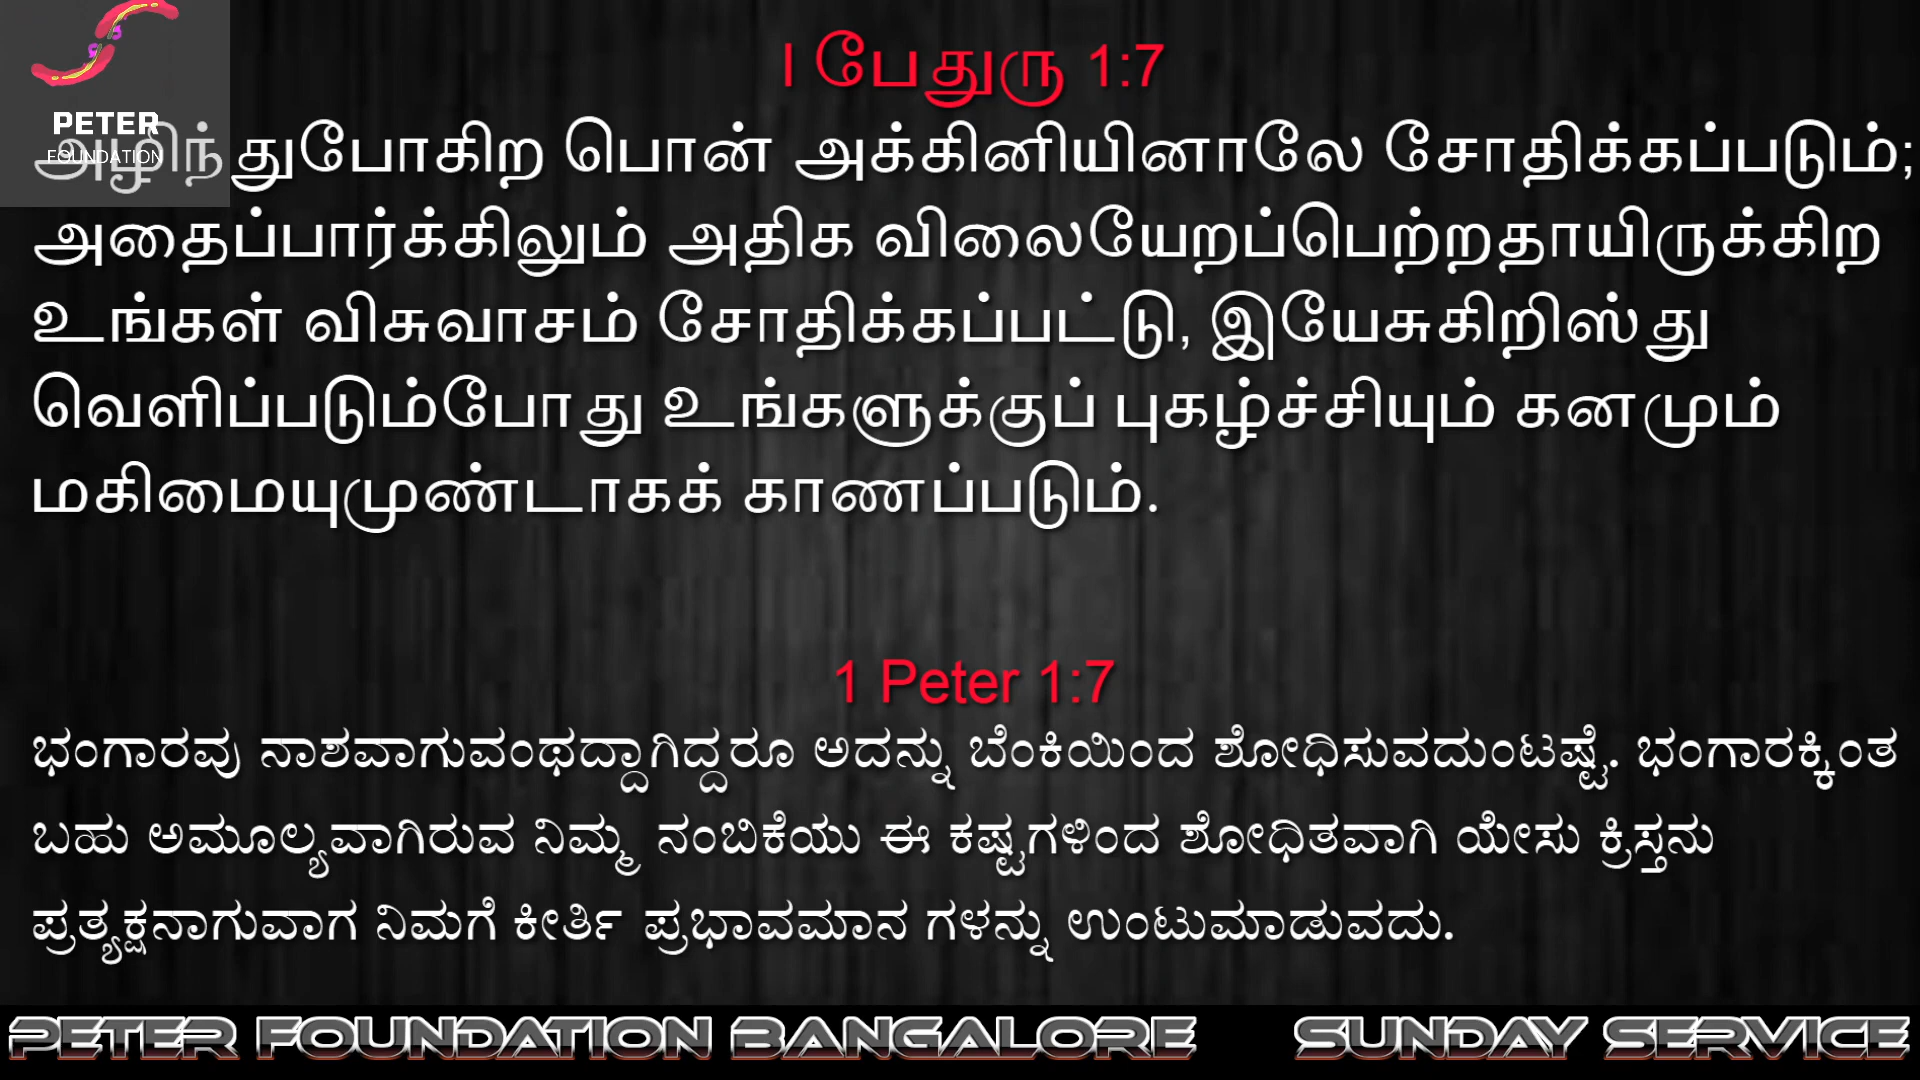 I பேதுரு 1:7
PETER
FOUNDATION
அழிந்துபோகிற பொன் அக்கினியினாலே சோதிக்கப்படும்;
அதைப்பார்க்கிலும் அதிக விலையேறப்பெற்றதாயிருக்கிற
உங்கள் விசுவாசம் சோதிக்கப்பட்டு, இயேசுகிறிஸ்து
வெளிப்படும்போது உங்களுக்குப் புகழ்ச்சியும் கனமும்
மகிமையுமுண்டாகக் காணப்படும்.
1 Peter 1:7
ಭಂಗಾರವು ನಾಶವಾಗುವಂಥದ್ದಾಗಿದ್ದರೂ ಅದನ್ನು ಬೆಂಕಿಯಿಂದ ಶೋಧಿಸುವದುಂಟಷ್ಟೆ. ಭಂಗಾರಕ್ಕಿಂತ
ಬಹು ಅಮೂಲ್ಯವಾಗಿರುವ ನಿಮ್ಮ ನಂಬಿಕೆಯು ಈ ಕಷ್ಟಗಳಿಂದ ಶೋಧಿತವಾಗಿ ಯೇಸು ಕ್ರಿಸ್ತನು
ಪ್ರತ್ಯಕ್ಷನಾಗುವಾಗ ನಿಮಗೆ ಕೀರ್ತಿ ಪ್ರಭಾವಮಾನ ಗಳನ್ನು ಉಂಟುಮಾಡುವದು.
PETER FOUNDATION BANGALORE SUNDAY SERVICE